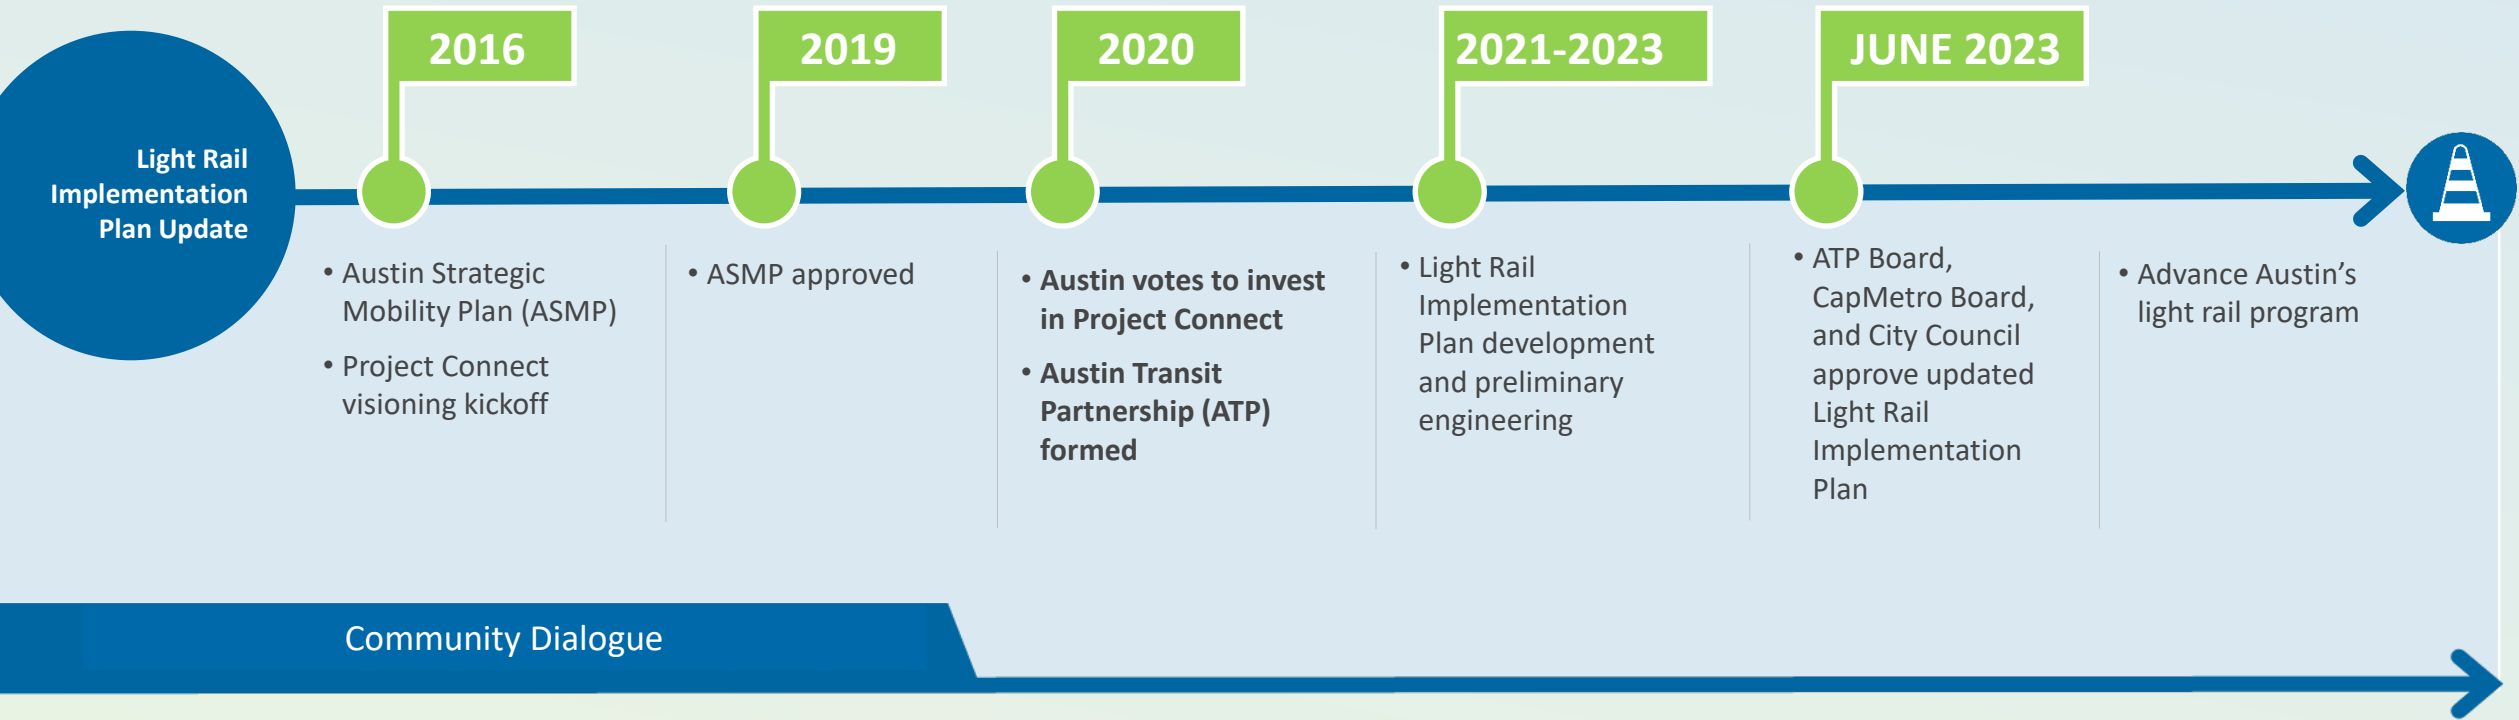 Light Rail
Implementation
Plan Update
2016
• Austin Strategic
Mobility Plan (ASMP)
• Project Connect
visioning kickoff
2019
• ASMP approved
2020
• Austin votes to invest
in Project Connect
• Austin Transit
Partnership (ATP)
formed
2021-2023
• Light Rail
Implementation
Plan development
and preliminary
engineering
JUNE 2023
• ATP Board,
CapMetro Board,
and City Council
approve updated
Light Rail
Implementation
Plan
• Advance Austin’s
light rail program
Community Dialogue